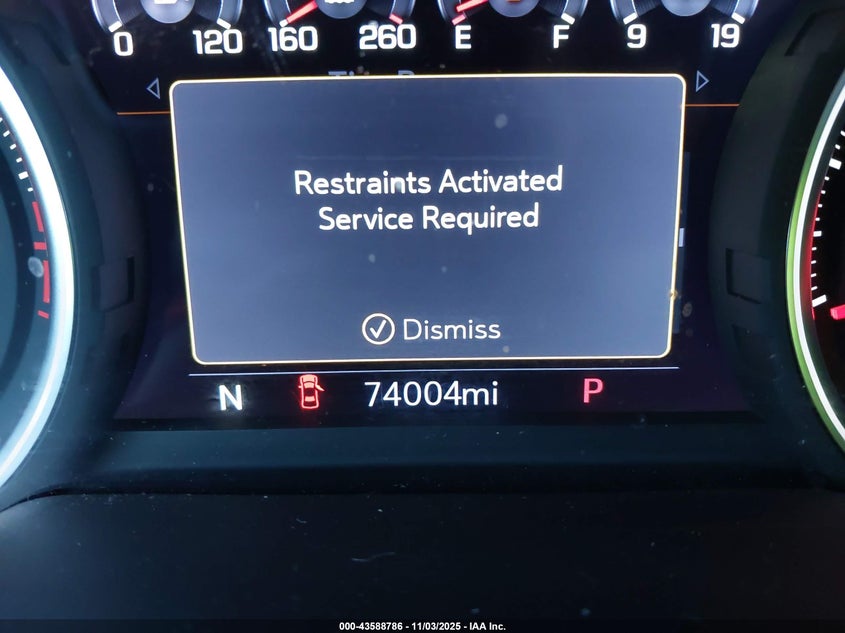 0 120 160 260 E F 9 19
Restraints Activated
Service Required
Dismiss
N 74004mi P
000-43588786 - 11/03/2025 - IAA Inc.